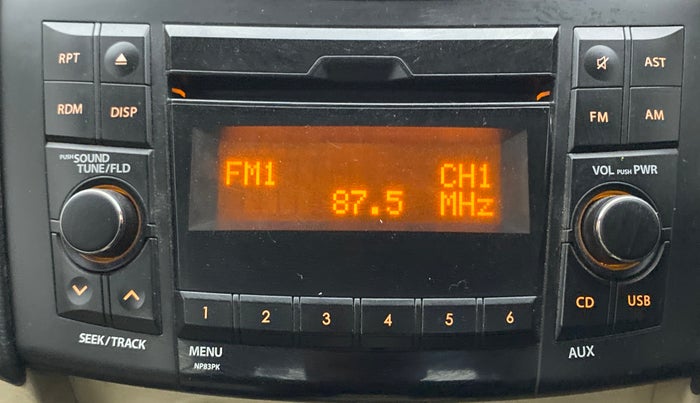 RPT
AST
RDM
DISP
FM
AM
PUSH SOUND
TUNE/FLD
VOL PUSH PWR
FM1 CH1
87.5 MHz
CD
USB
1 2 3 4 5 6
SEEK/TRACK
MENU
AUX
NP83PK